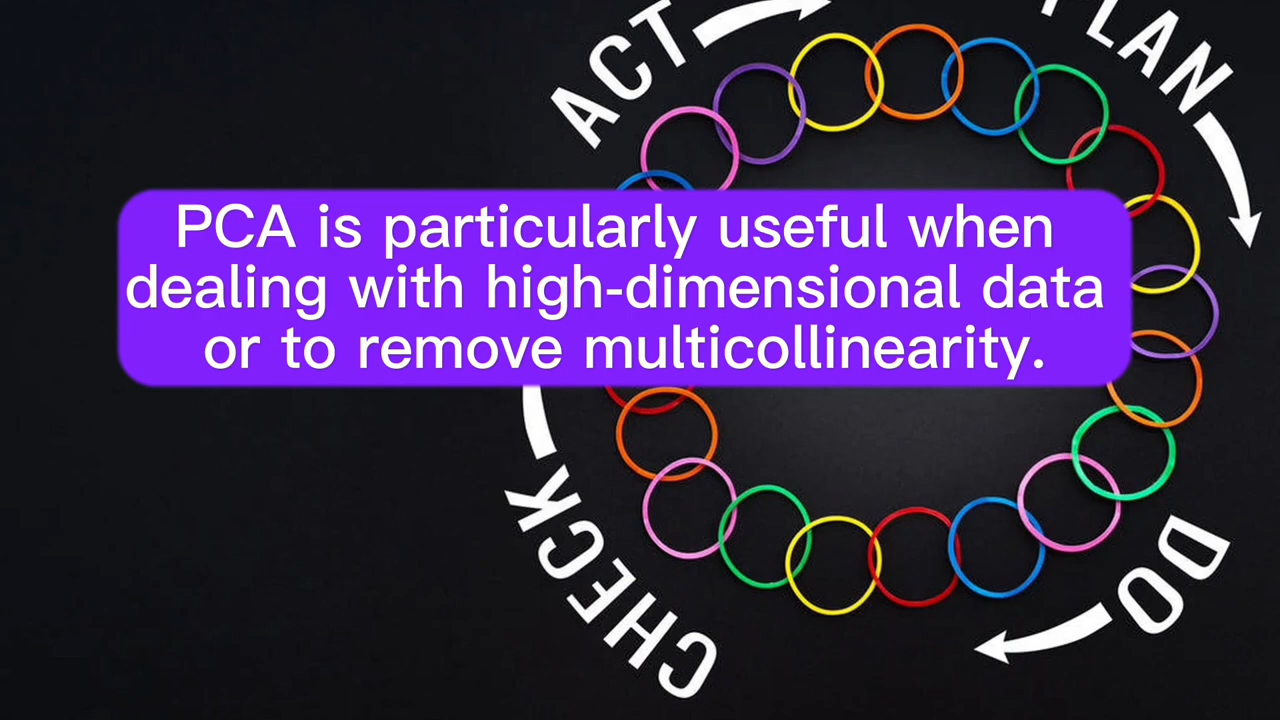 ACT
PLAN
PCA is particularly useful when
dealing with high-dimensional data
or to remove multicollinearity.
CHECK
DO